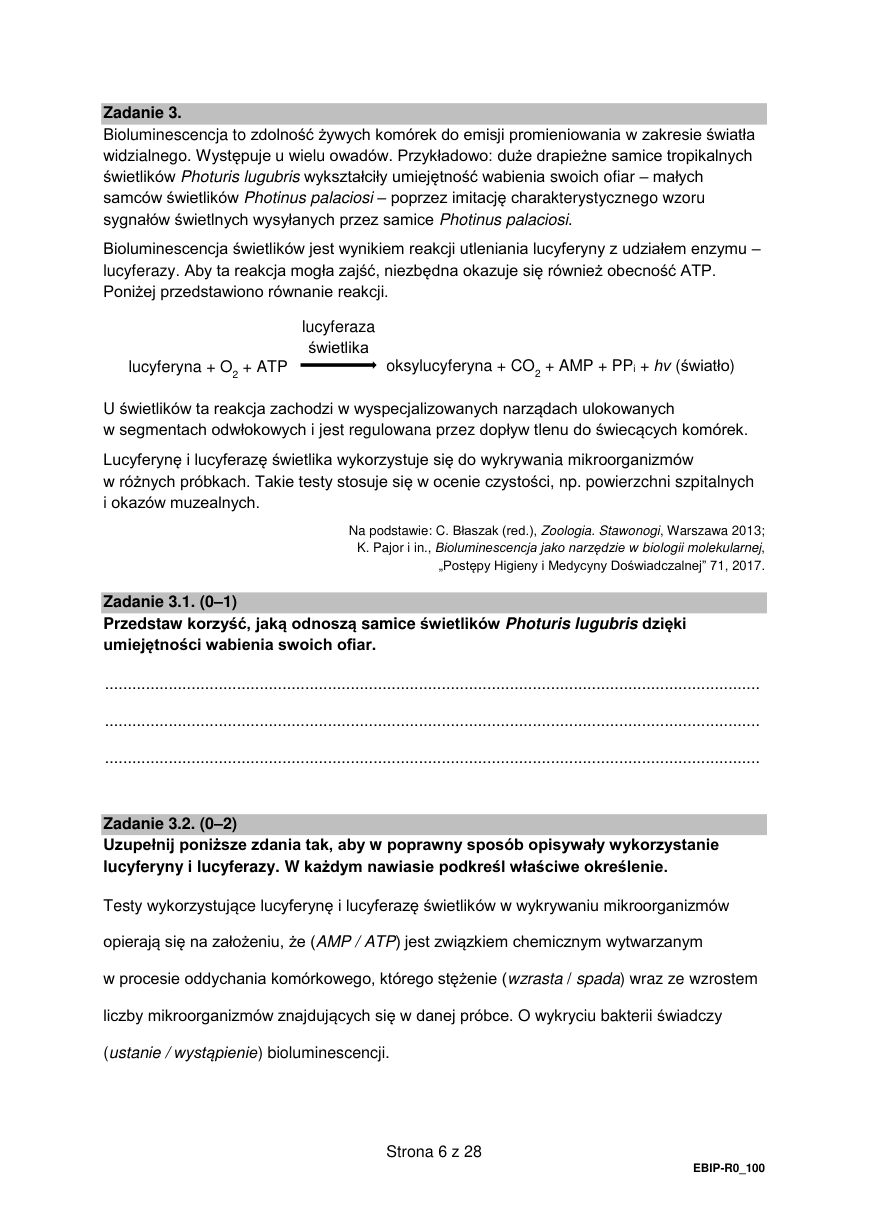 Zadanie 3.
Bioluminescencja to zdolność żywych komórek do emisji promieniowania w zakresie światła
widzialnego. Występuje u wielu owadów. Przykładowo: duże drapieżne samice tropikalnych
świetlików Photuris lugubris wykształciły umiejętność wabienia swoich ofiar – małych
samców świetlików Photinus palaciosi – poprzez imitację charakterystycznego wzoru
sygnałów świetlnych wysyłanych przez samice Photinus palaciosi.
Bioluminescencja świetlików jest wynikiem reakcji utleniania lucyferyny z udziałem enzymu –
lucyferazy. Aby ta reakcja mogła zajść, niezbędna okazuje się również obecność ATP.
Poniżej przedstawiono równanie reakcji.
lucyferaza
świetlika
lucyferyna + O2 + ATP → oksylucyferyna + CO2 + AMP + PPi + hv (światło)
U świetlików ta reakcja zachodzi w wyspecjalizowanych narządach ulokowanych
w segmentach odwłokowych i jest regulowana przez dopływ tlenu do świecących komórek.
Lucyferynę i lucyferazę świetlika wykorzystuje się do wykrywania mikroorganizmów
w różnych próbkach. Takie testy stosuje się w ocenie czystości, np. powierzchni szpitalnych
i okazów muzealnych.
Na podstawie: C. Błaszak (red.), Zoologia. Stawonogi, Warszawa 2013;
K. Pajor i in., Bioluminescencja jako narzędzie w biologii molekularnej,
„Postępy Higieny i Medycyny Doświadczalnej” 71, 2017.
Zadanie 3.1. (0–1)
Przedstaw korzyść, jaką odnoszą samice świetlików Photuris lugubris dzięki
umiejętności wabienia swoich ofiar.
Zadanie 3.2. (0–2)
Uzupełnij poniższe zdania tak, aby w poprawny sposób opisywały wykorzystanie
lucyferyny i lucyferazy. W każdym nawiasie podkreśl właściwe określenie.
Testy wykorzystujące lucyferynę i lucyferazę świetlików w wykrywaniu mikroorganizmów
opierają się na założeniu, że (AMP / ATP) jest związkiem chemicznym wytwarzanym
w procesie oddychania komórkowego, którego stężenie (wzrasta / spada) wraz ze wzrostem
liczby mikroorganizmów znajdujących się w danej próbce. O wykryciu bakterii świadczy
(ustanie / wystąpienie) bioluminescencji.
Strona 6 z 28
EBIP-R0_100